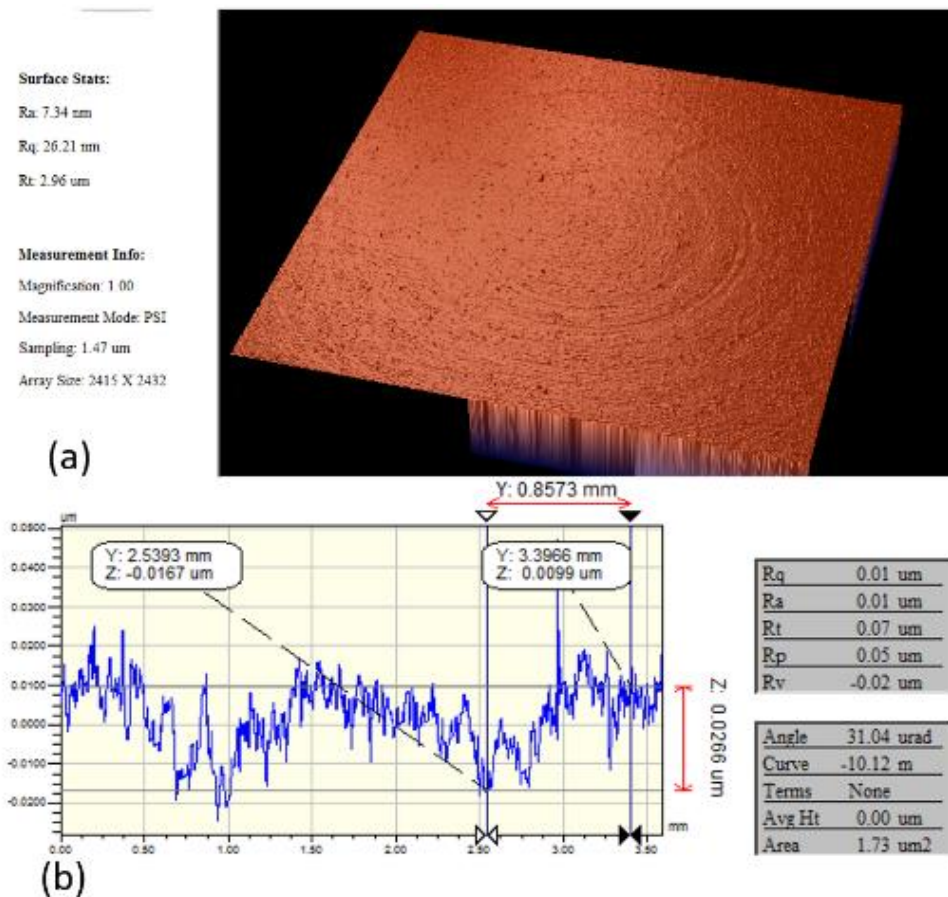 Surface Stats:
Ra: 7.34 nm
Rq: 26.21 nm
Rt: 2.96 um
Measurement Info:
Magnification: 1.00
Measurement Mode: PSI
Sampling: 1.47 um
Array Size: 2415 X 2432
(a)
Y: 0.8573 mm
um
0.0500
0.0400
0.0300
0.0200
0.0100
0.0000
-0.0100
-0.0200
Y: 2.5393 mm
Z: -0.0167 um
Y: 3.3966 mm
Z: 0.0099 um
Z: 0.0266 um
mm
0.00 0.50 1.00 1.50 2.00 2.50 3.00 3.50
Rq 0.01 um
Ra 0.01 um
Rt 0.07 um
Rp 0.05 um
Rv -0.02 um
Angle 31.04 urad
Curve -10.12 m
Terms None
Avg Ht 0.00 um
Area 1.73 um2
(b)